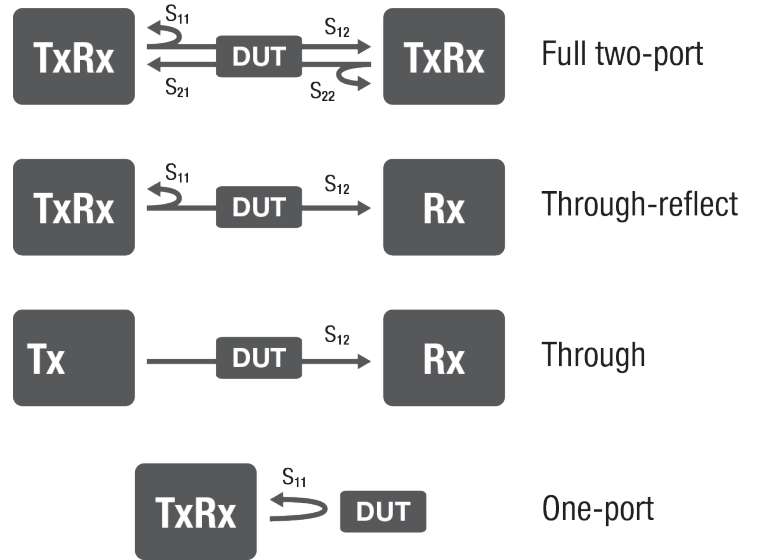 S₁₁ S₁₂
TxRx DUT TxRx Full two-port
S₂₁ S₂₂
S₁₁ S₁₂
TxRx DUT Rx Through-reflect
S₁₂
Tx DUT Rx Through
S₁₁
TxRx DUT One-port